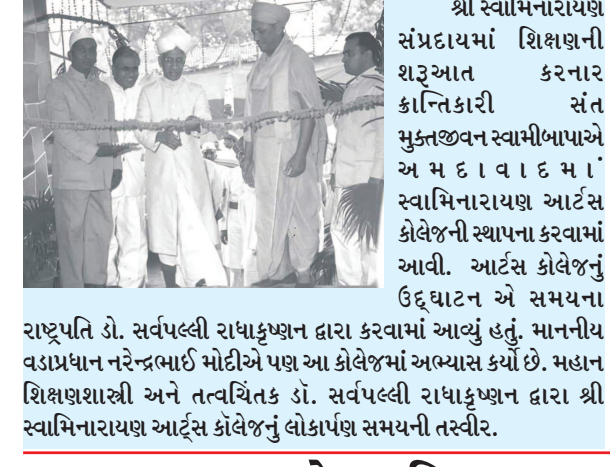 શ્રી સ્વામિનારાયણ
સંપ્રદાયમાં શિક્ષણની
શરૂઆત કરનાર
ક્રાન્તિકારી સંત
મુક્તજીવન સ્વામીબાપાએ
અમદાવાદમાં
સ્વામિનારાયણ આર્ટસ
કોલેજની સ્થાપના કરવામાં
આવી. આર્ટસ કોલેજનું
ઉદ્‌ઘાટન એ સમયના
રાષ્ટ્રપતિ ડો. સર્વપલ્લી રાધાકૃષ્ણન દ્વારા કરવામાં આવ્યું હતું. માનનીય
વડાપ્રધાન નરેન્દ્રભાઈ મોદીએ પણ આ કોલેજમાં અભ્યાસ કર્યો છે. મહાન
શિક્ષણશાસ્ત્રી અને તત્વચિંતક ડૉ. સર્વપલ્લી રાધાકૃષ્ણન દ્વારા શ્રી
સ્વામિનારાયણ આર્ટ્સ કૉલેજનું લોકાર્પણ સમયની તસ્વીર.